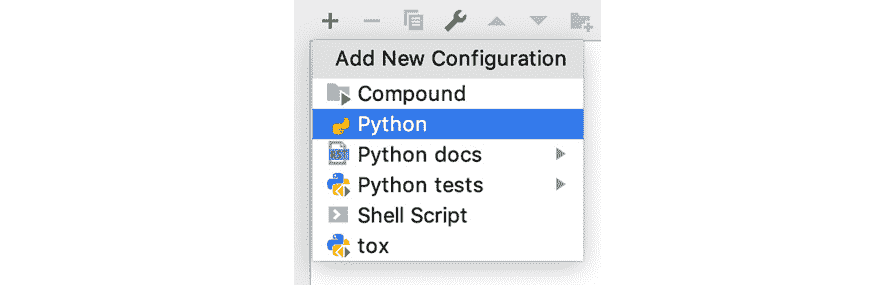 Add New Configuration
Compound
Python
Python docs
Python tests
Shell Script
tox